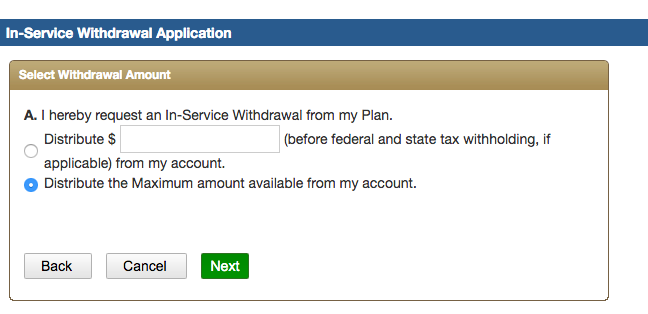 In-Service Withdrawal Application
Select Withdrawal Amount
A. I hereby request an In-Service Withdrawal from my Plan.
Distribute $ (before federal and state tax withholding, if
applicable) from my account.
Distribute the Maximum amount available from my account.
Back Cancel Next